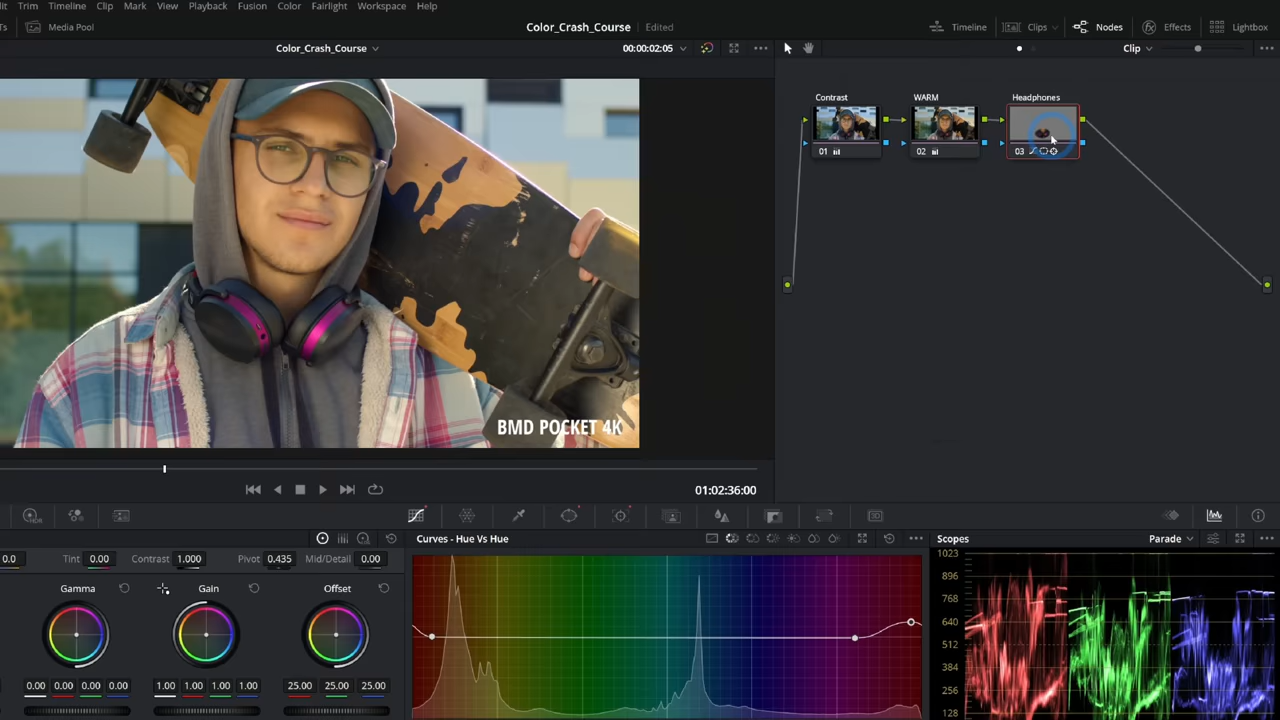 lit Trim Timeline Clip Mark View Playback Fusion Color Fairlight Workspace Help
Ts Media Pool Color_Crash_Course Edited Timeline Clips Nodes Effects Lightbox
Color_Crash_Course 00:00:02:05 Clip
Contrast WARM Headphones
01 02 03
BMD POCKET 4K
01:02:36:00
HDR 3D
Curves - Hue Vs Hue Scopes Parade
0.0 Tint 0.00 Contrast 1.000 Pivot 0.435 Mid/Detail 0.00
Gamma Gain Offset
0.00 0.00 0.00 0.00 1.00 1.00 1.00 1.00 25.00 25.00 25.00
1023
896
768
640
512
384
256
128